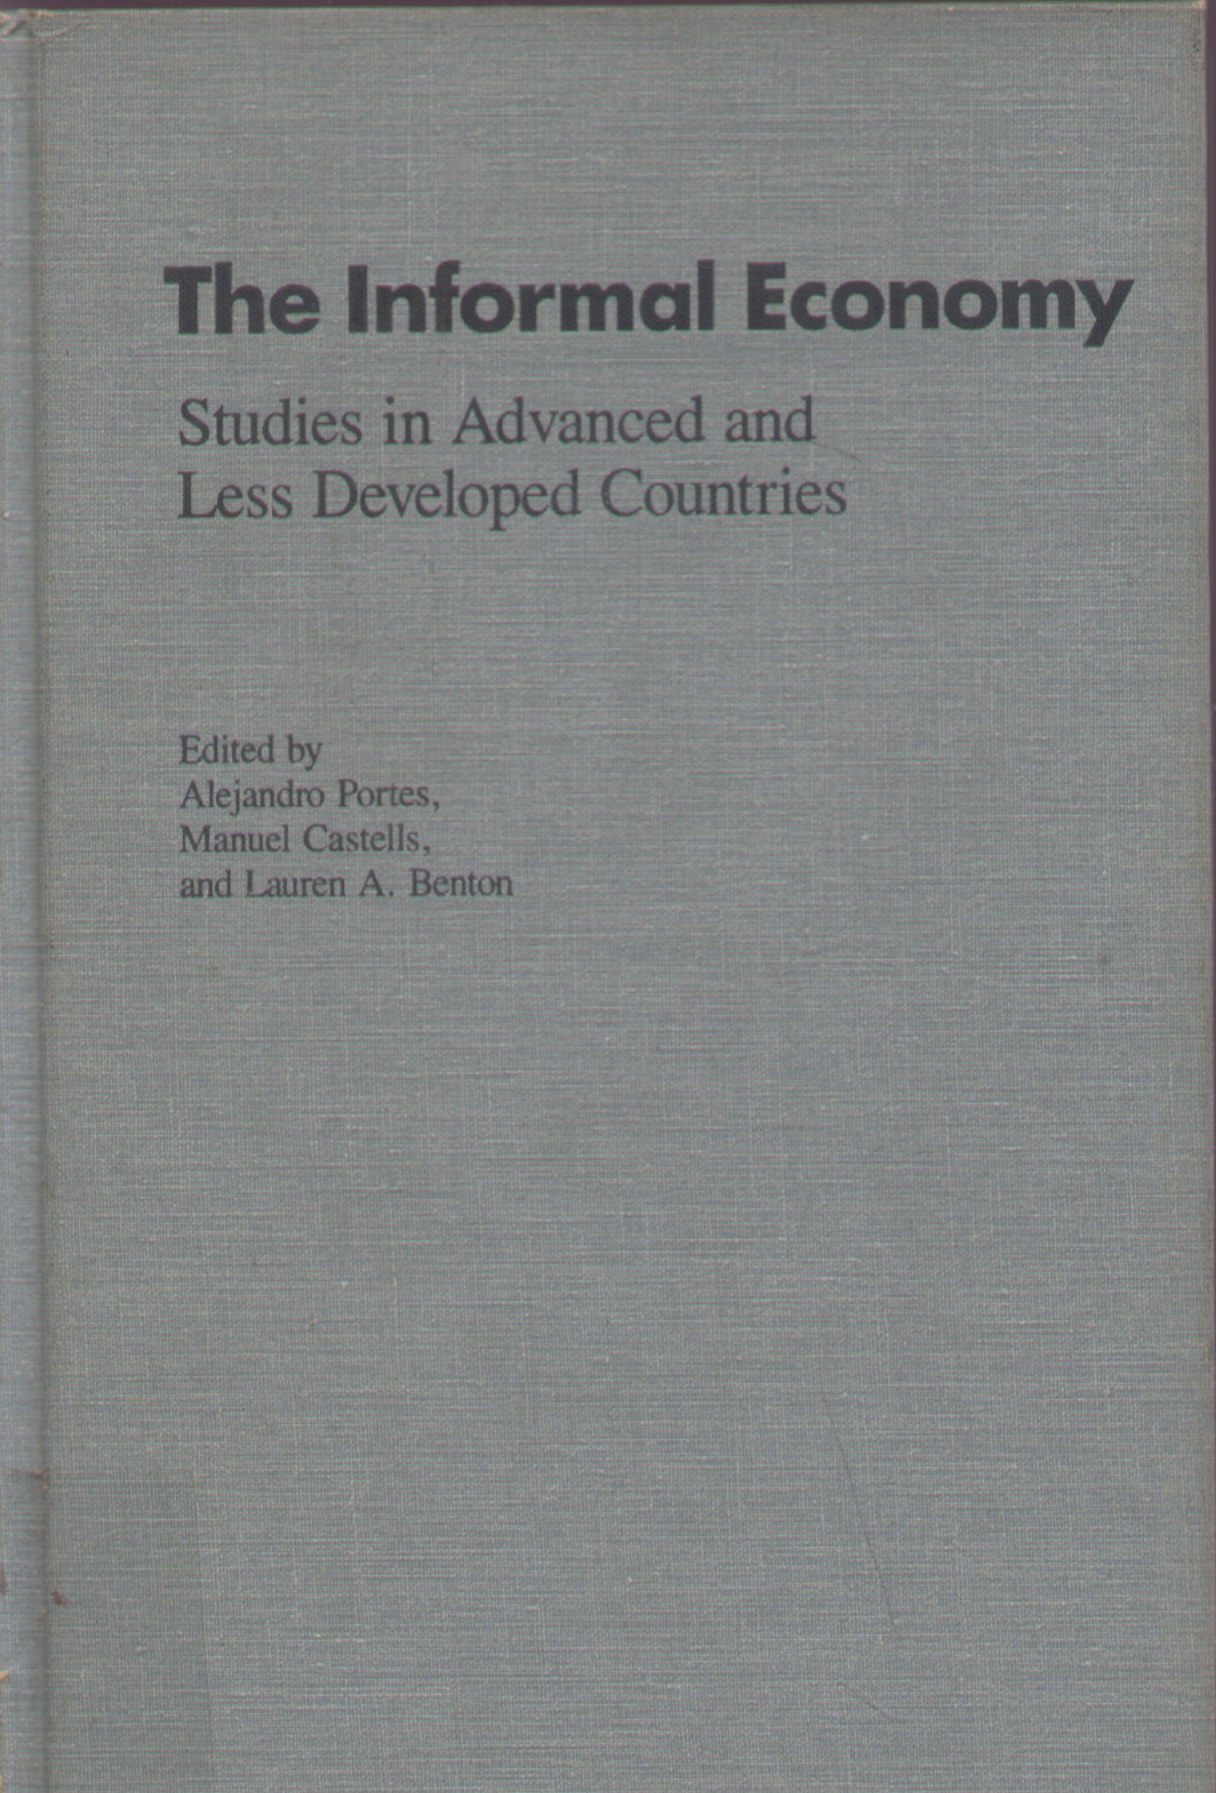 The Informal Economy
Studies in Advanced and
Less Developed Countries
Edited by
Alejandro Portes,
Manuel Castells,
and Lauren A. Benton